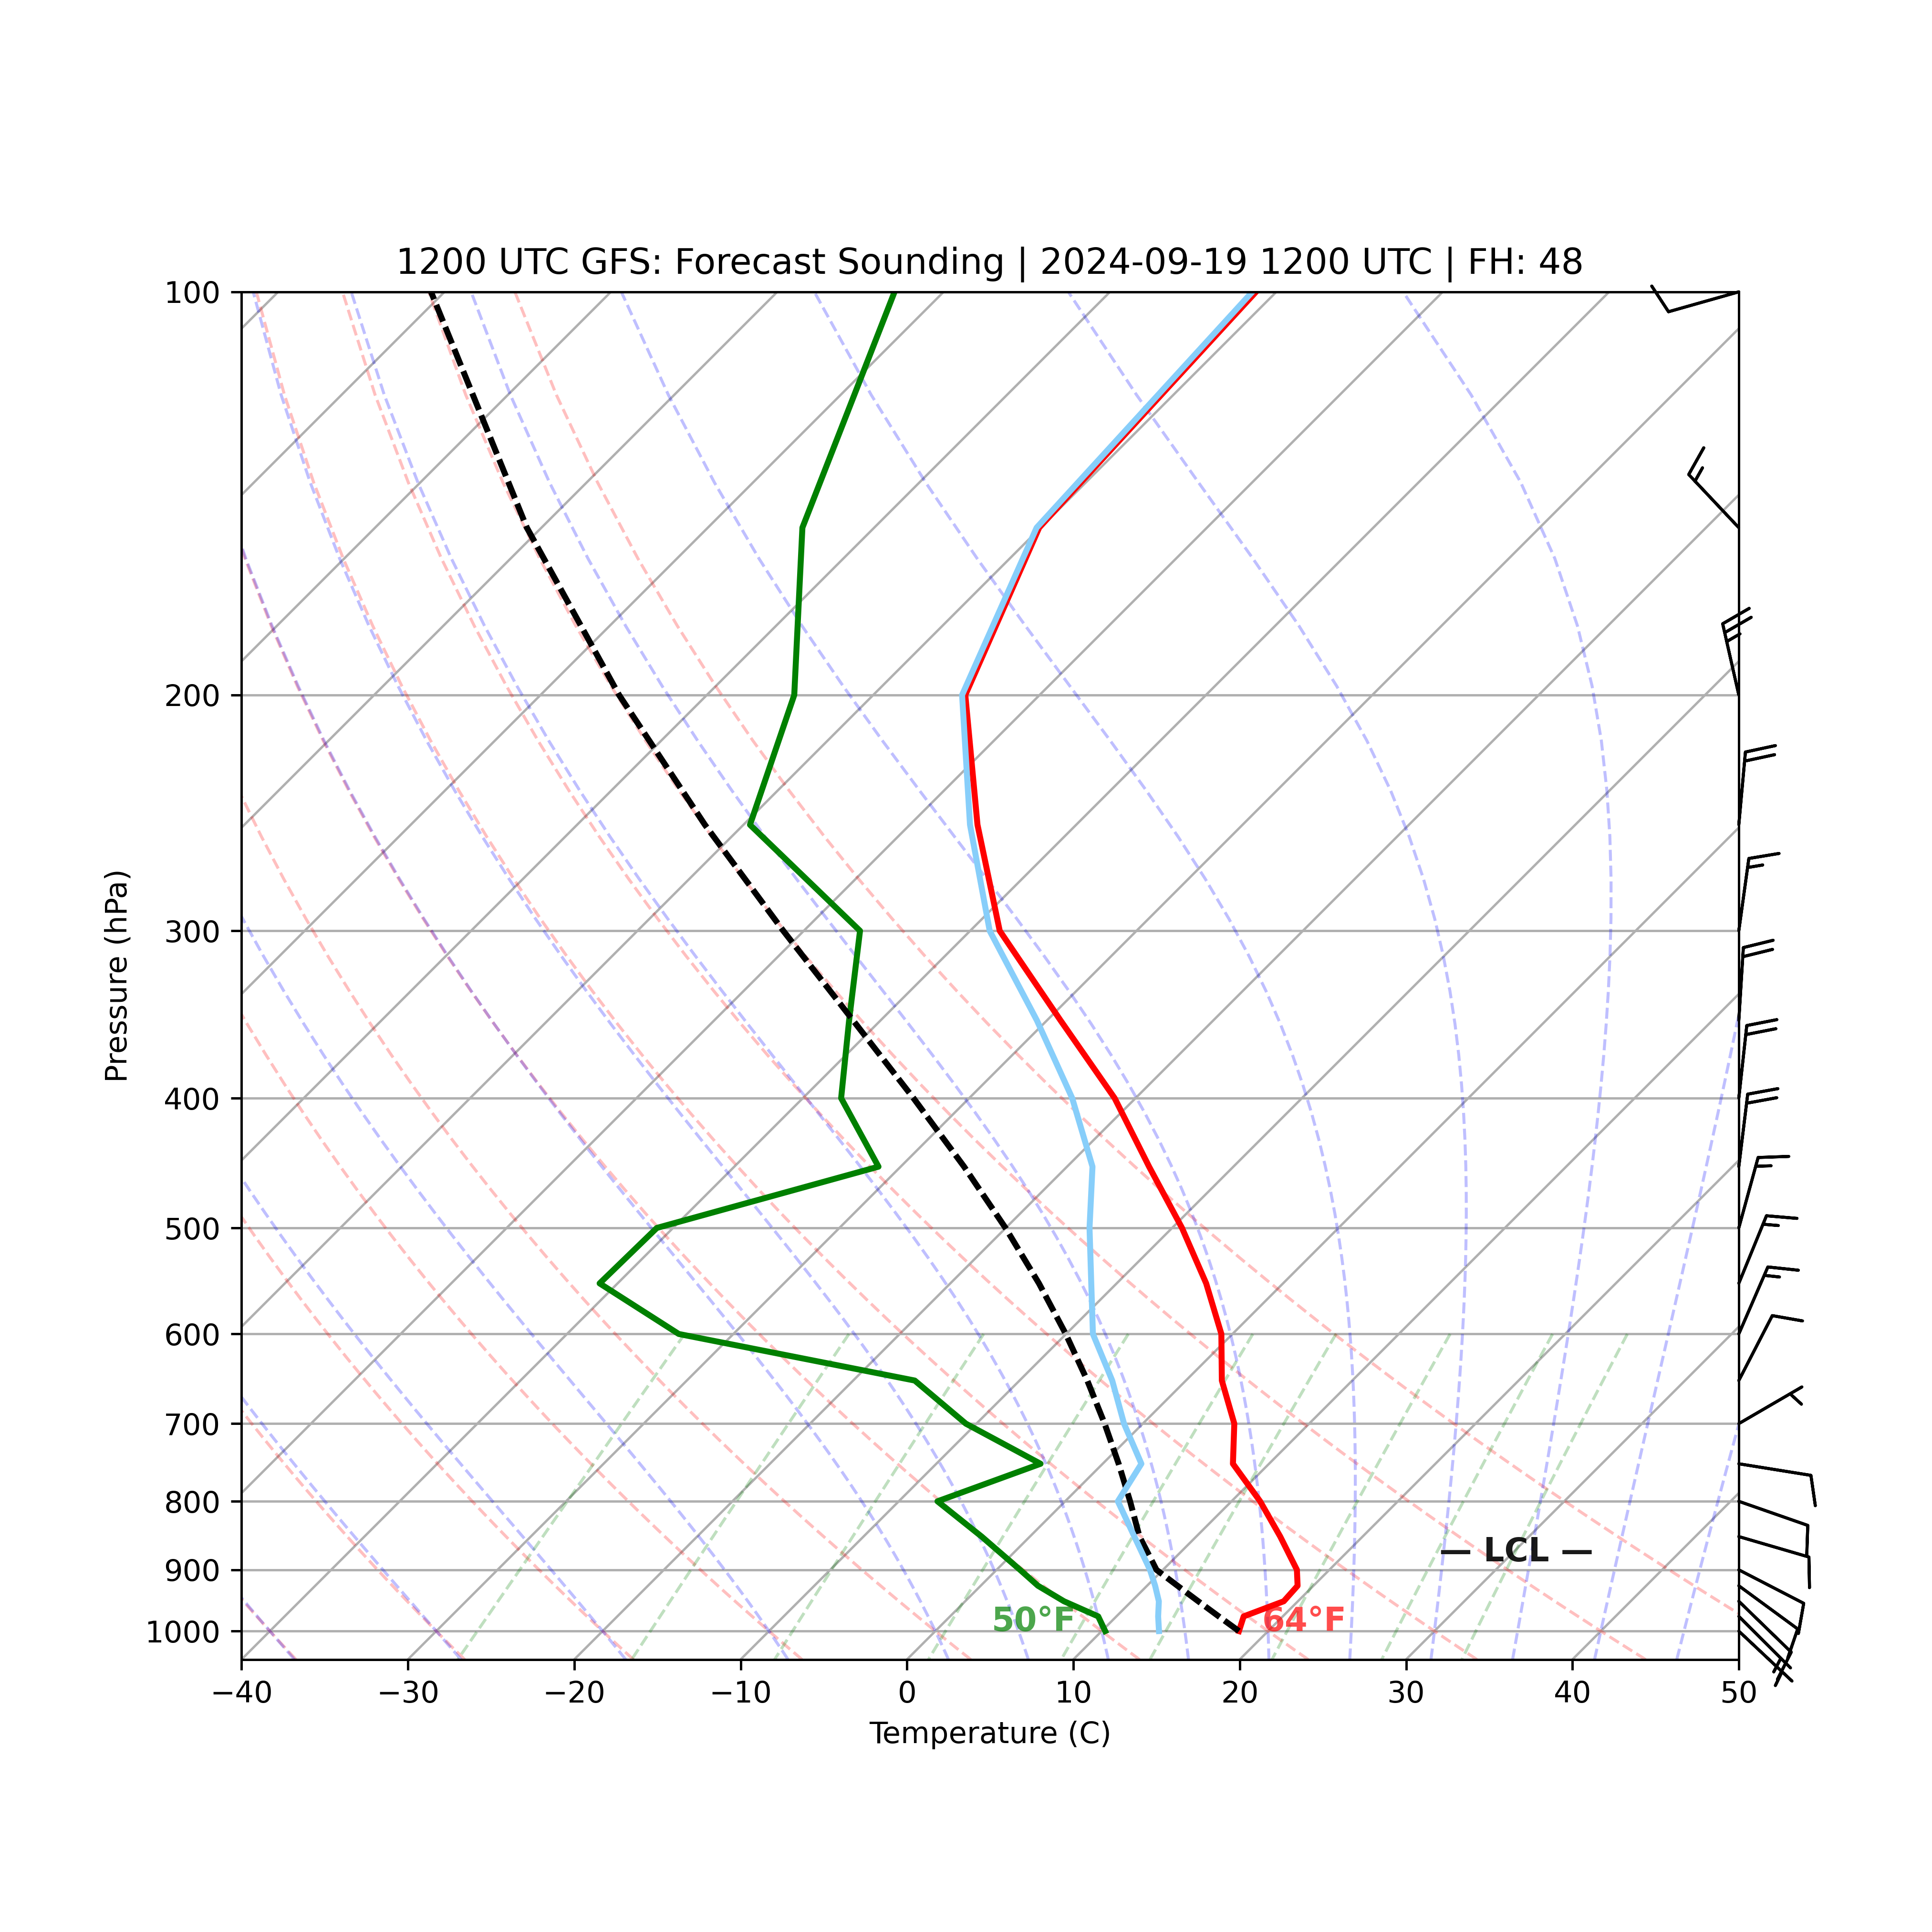 1200 UTC GFS: Forecast Sounding | 2024-09-19 1200 UTC | FH: 48
100
200
300
400
500
600
700
800
900
1000
Pressure (hPa)
— LCL —
50°F
64°F
−40 −30 −20 −10 0 10 20 30 40 50
Temperature (C)